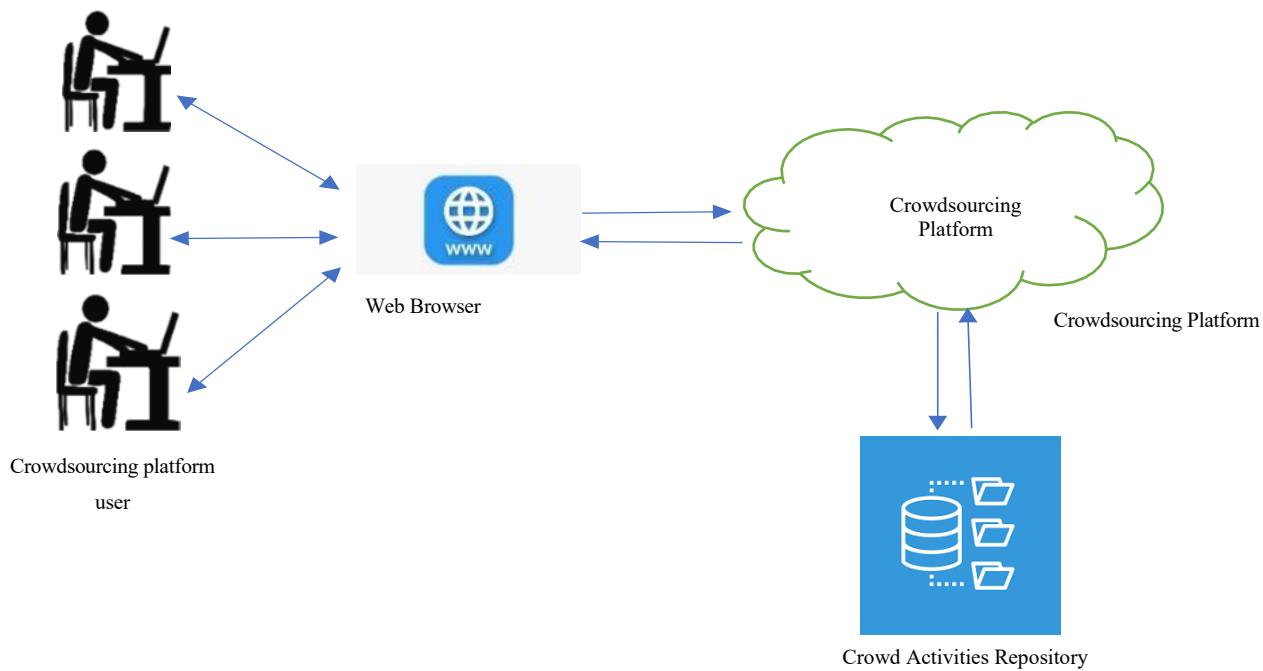 Crowdsourcing
Platform
www
Web Browser
Crowdsourcing Platform
Crowdsourcing platform
user
Crowd Activities Repository